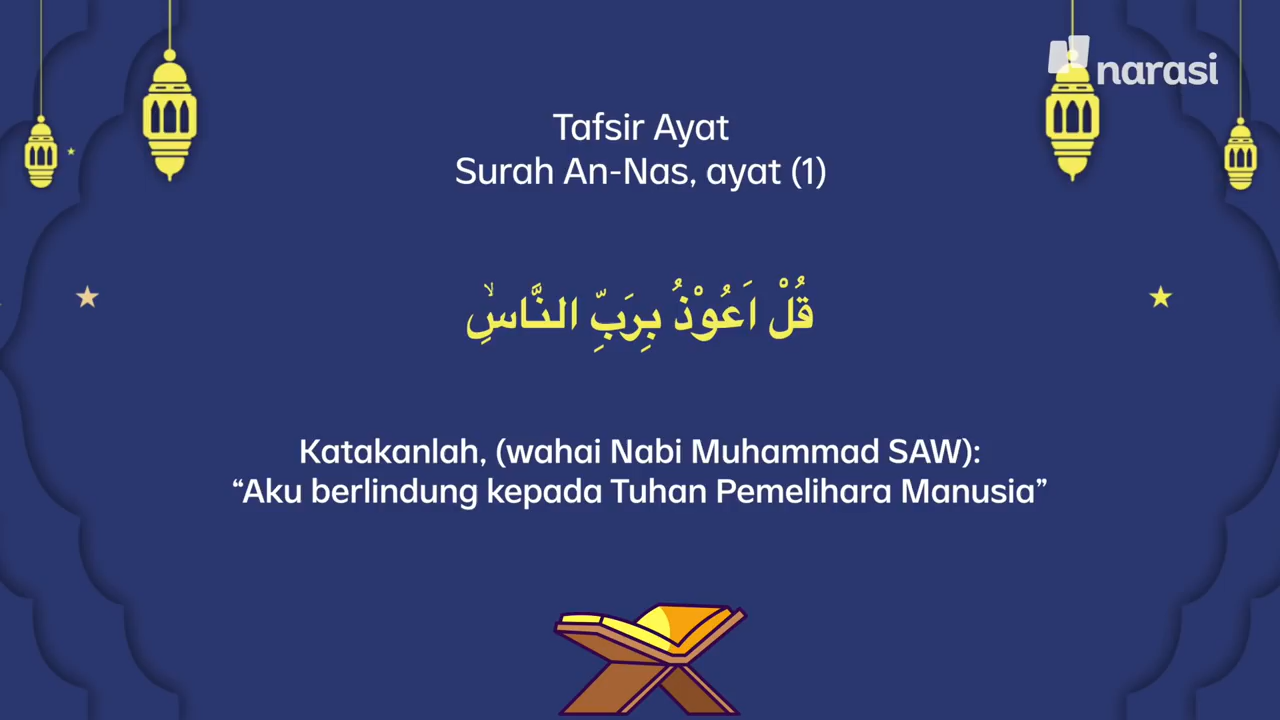 narasi
Tafsir Ayat
Surah An-Nas, ayat (1)
قُلْ اَعُوْذُ بِرَبِّ النَّاسِۙ
Katakanlah, (wahai Nabi Muhammad SAW):
“Aku berlindung kepada Tuhan Pemelihara Manusia”